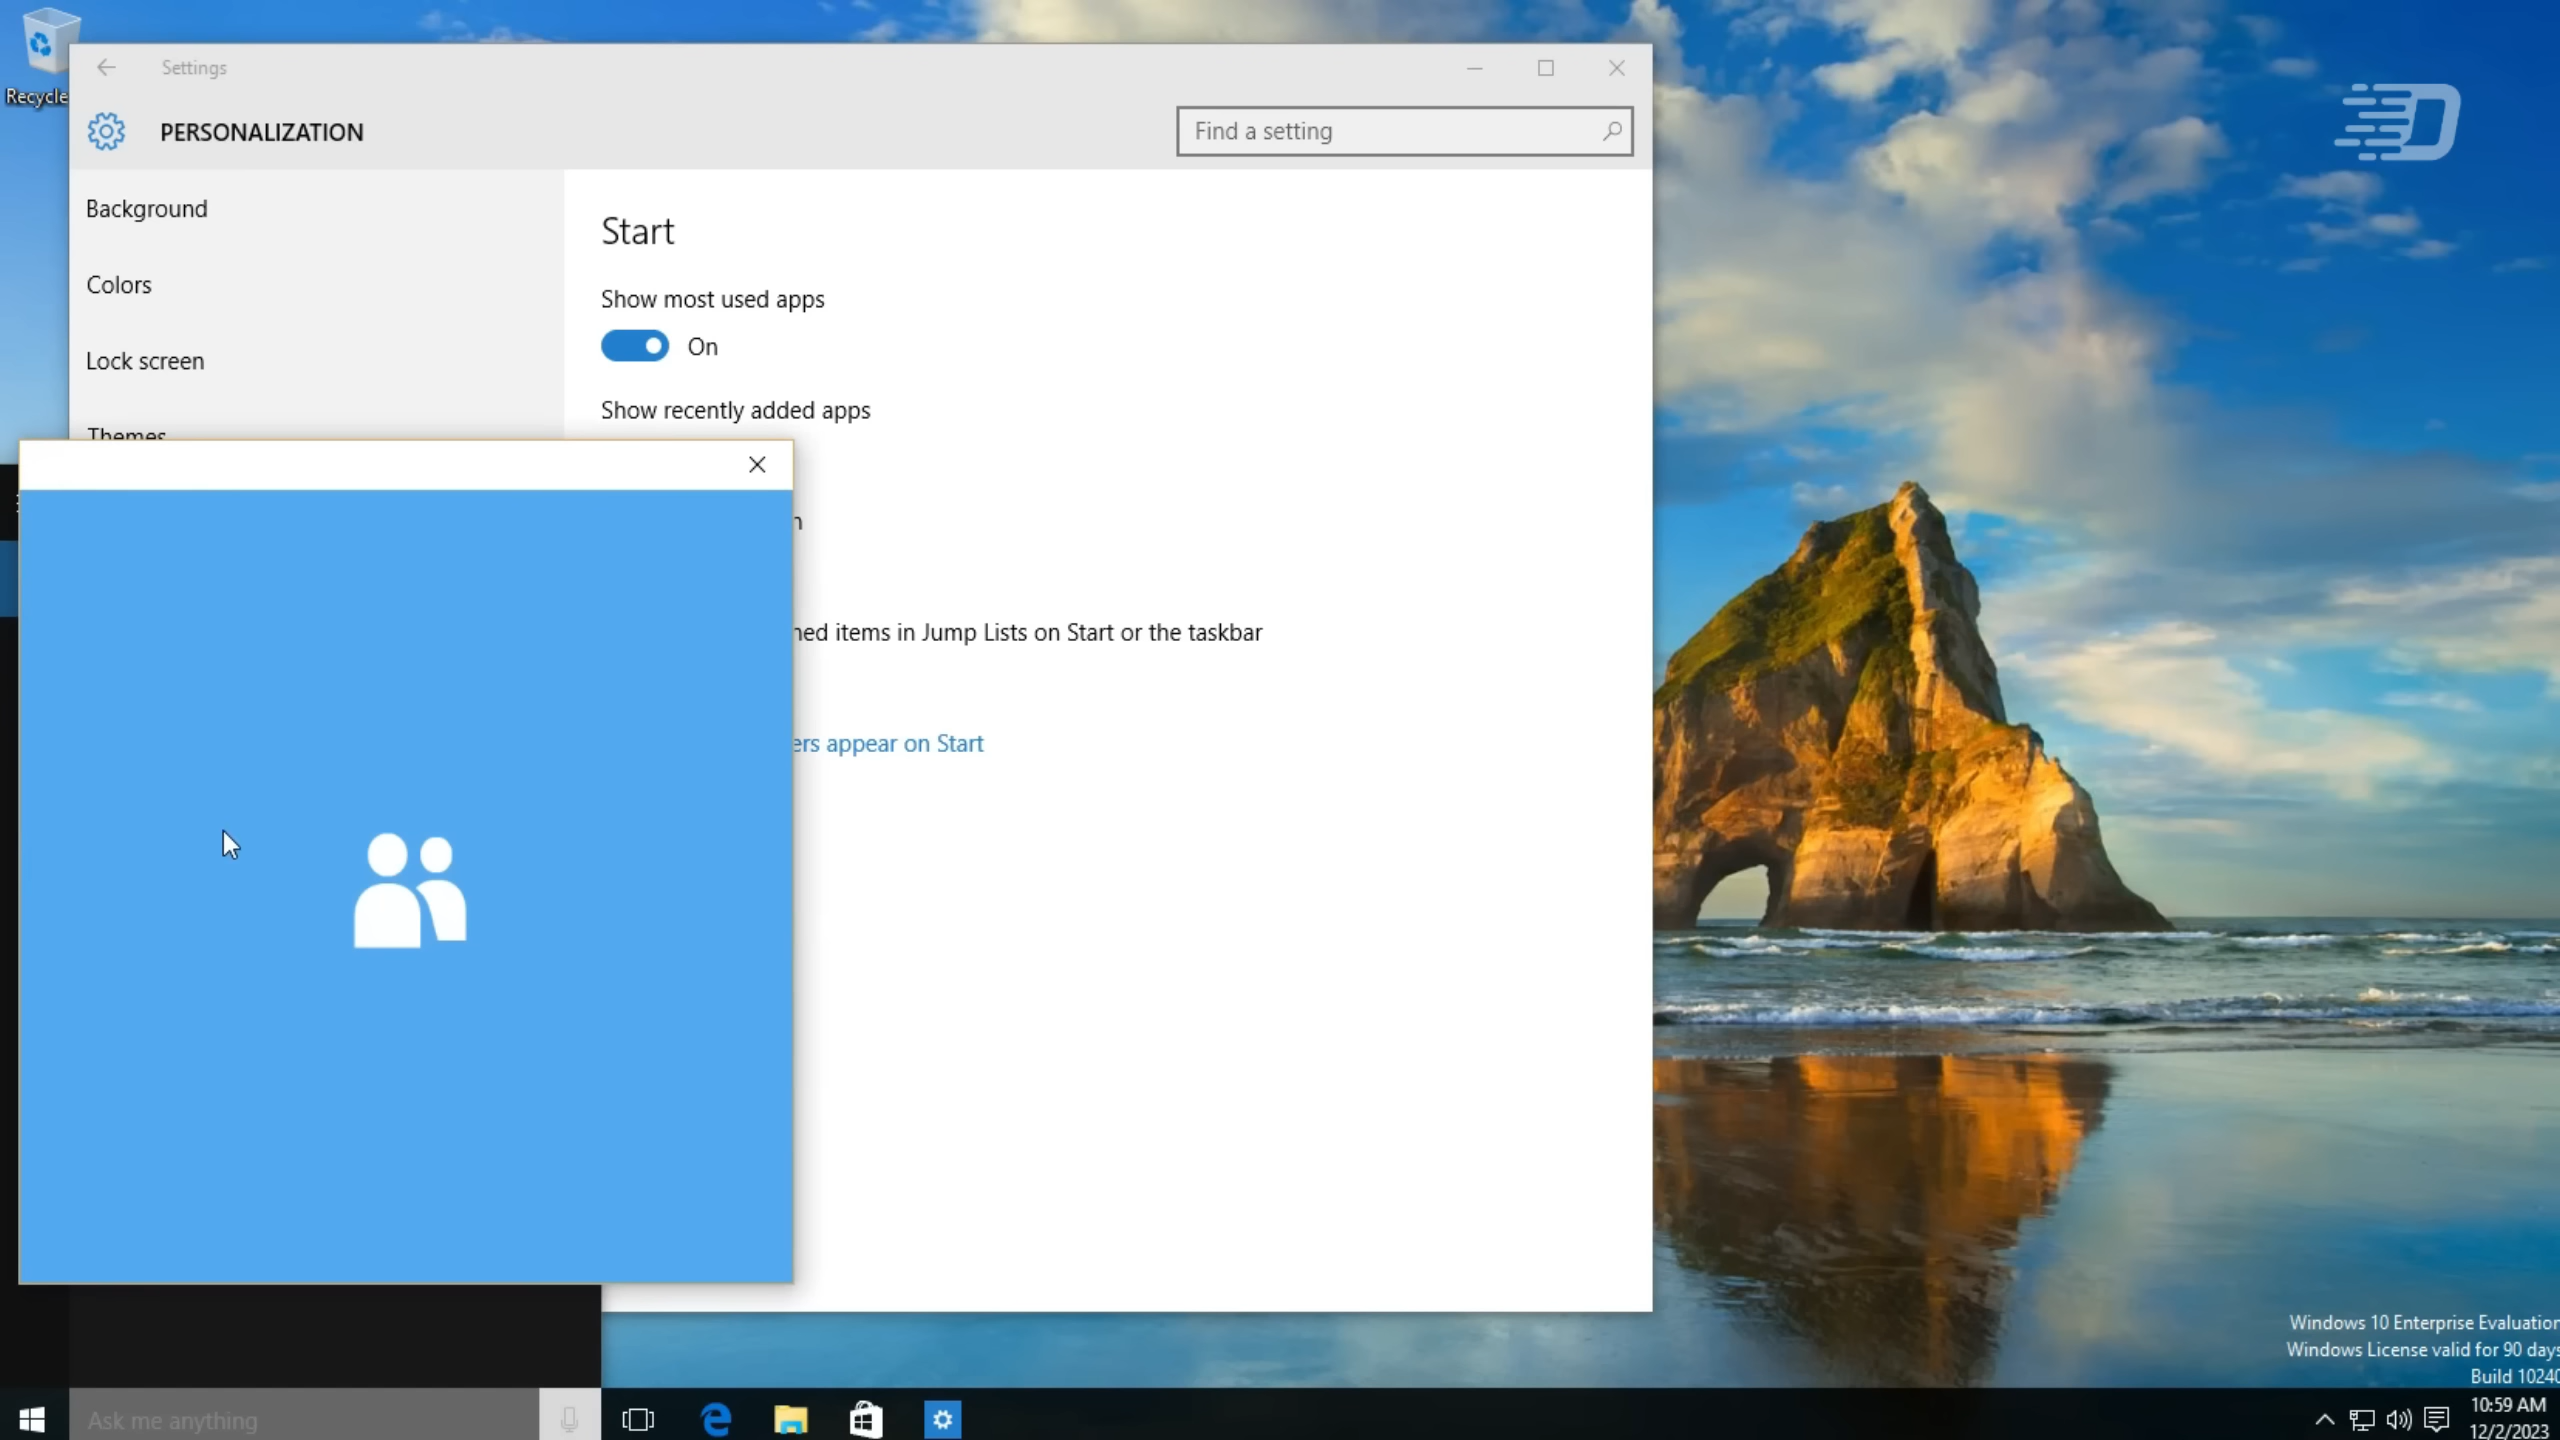 Recycle
Settings
PERSONALIZATION
Find a setting
Background
Colors
Lock screen
Themes
Start
Show most used apps
On
Show recently added apps
ned items in Jump Lists on Start or the taskbar
ers appear on Start
Windows 10 Enterprise Evaluation
Windows License valid for 90 days
Build 10240
Ask me anything
10:59 AM
12/2/2023